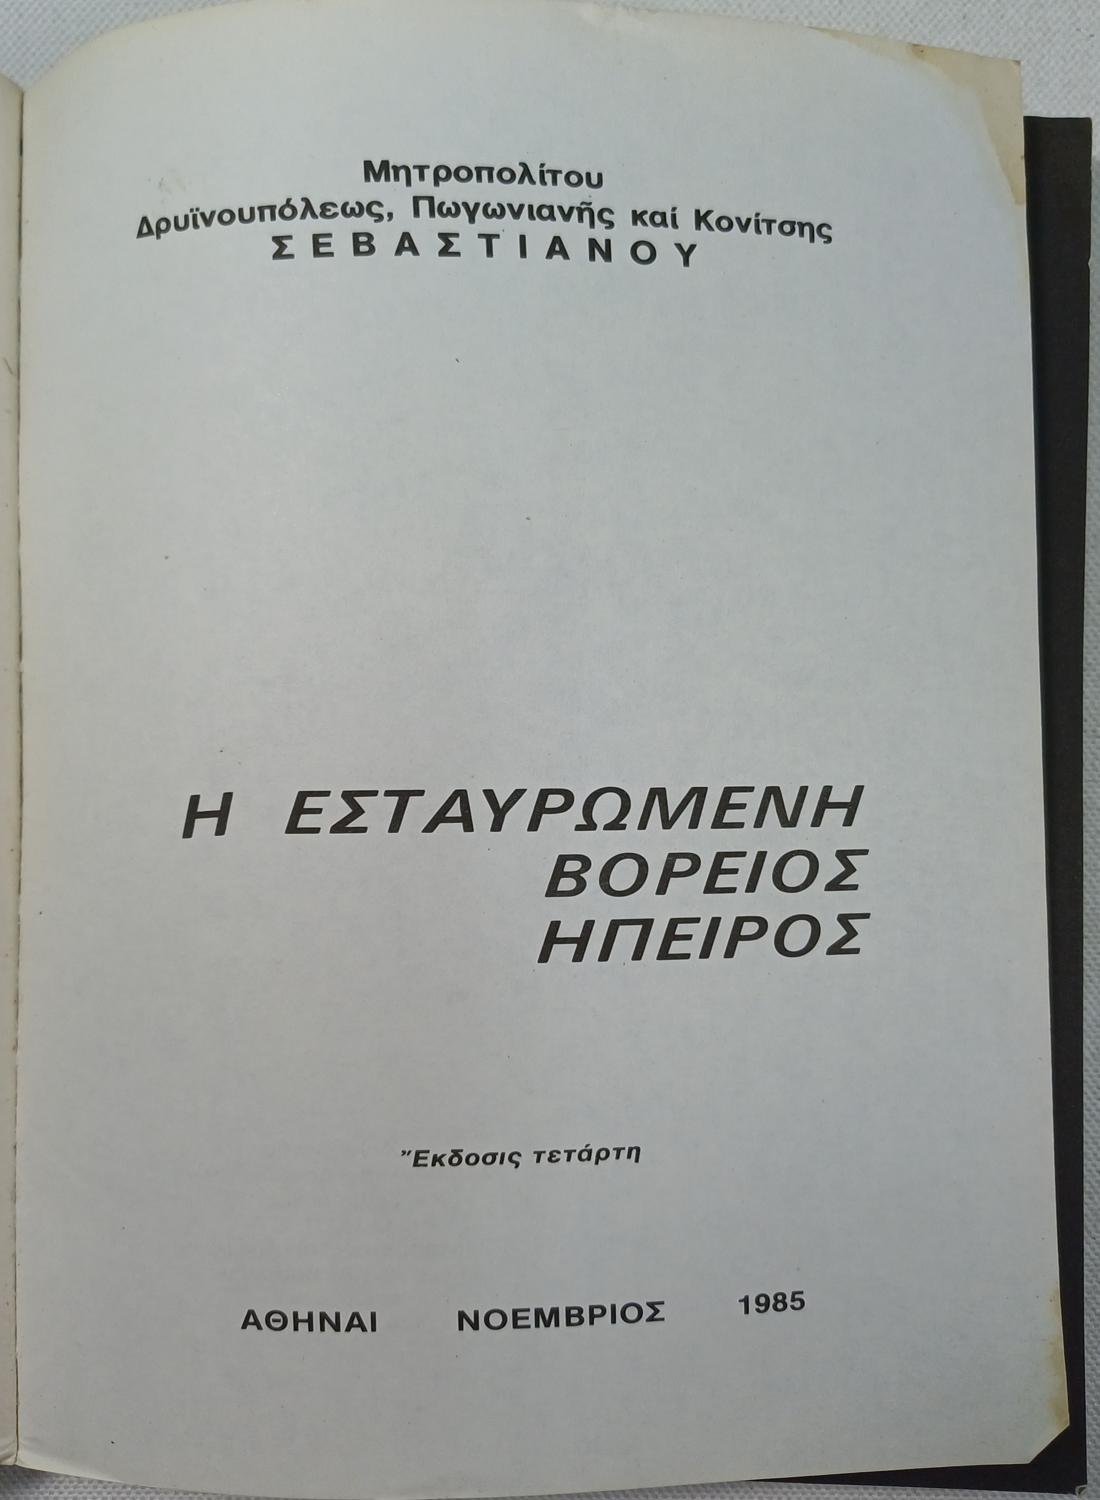 Μητροπολίτου
Δρυϊνουπόλεως, Πωγωνιανῆς καί Κονίτσης
ΣΕΒΑΣΤΙΑΝΟΥ
Η ΕΣΤΑΥΡΩΜΕΝΗ
ΒΟΡΕΙΟΣ
ΗΠΕΙΡΟΣ
Ἔκδοσις τετάρτη
ΑΘΗΝΑΙ ΝΟΕΜΒΡΙΟΣ 1985